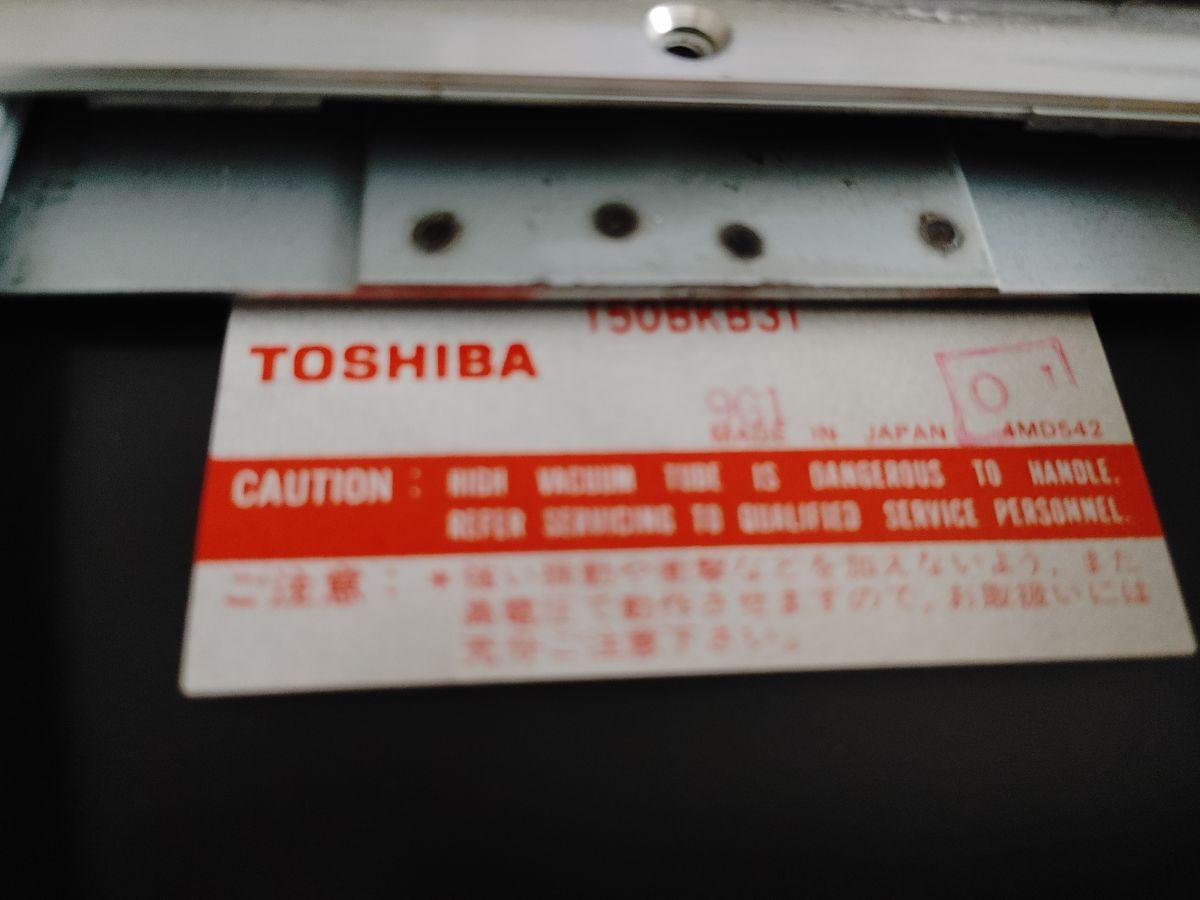 150BKB31
TOSHIBA
9G1
MADE IN JAPAN 4MD542
CAUTION : HIGH VACUUM TUBE IS DANGEROUS TO HANDLE.
REFER SERVICING TO QUALIFIED SERVICE PERSONNEL.
ご注意：★強い振動や衝撃などを加えないよう，また
高電圧で動作させますので，お取扱いには
充分ご注意下さい。